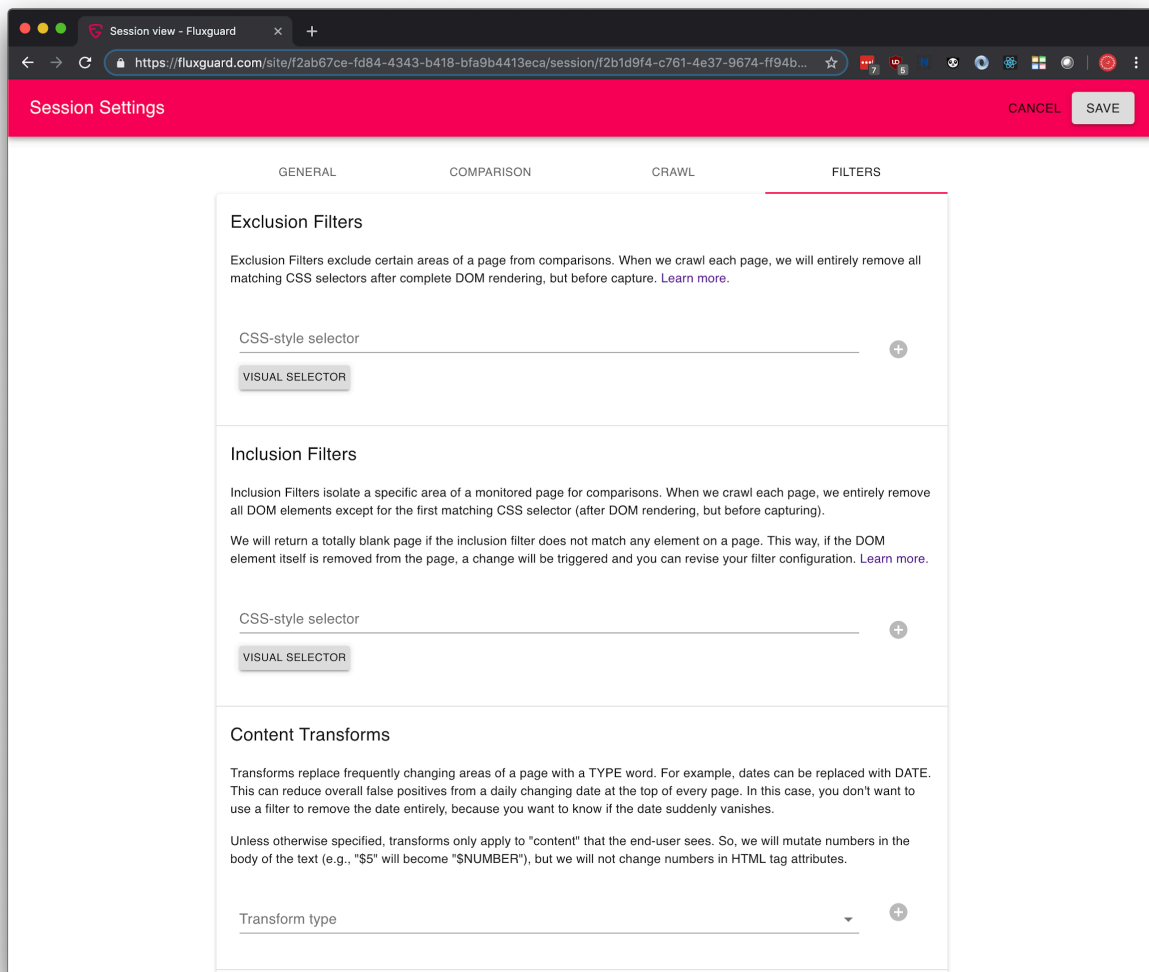 Session view - Fluxguard
https://fluxguard.com/site/f2ab67ce-fd84-4343-b418-bfa9b4413eca/session/f2b1d9f4-c761-4e37-9674-ff94b...
7
5
Session Settings
CANCEL
SAVE
GENERAL
COMPARISON
CRAWL
FILTERS
Exclusion Filters
Exclusion Filters exclude certain areas of a page from comparisons. When we crawl each page, we will entirely remove all
matching CSS selectors after complete DOM rendering, but before capture. Learn more.
CSS-style selector
VISUAL SELECTOR
Inclusion Filters
Inclusion Filters isolate a specific area of a monitored page for comparisons. When we crawl each page, we entirely remove
all DOM elements except for the first matching CSS selector (after DOM rendering, but before capturing).
We will return a totally blank page if the inclusion filter does not match any element on a page. This way, if the DOM
element itself is removed from the page, a change will be triggered and you can revise your filter configuration. Learn more.
CSS-style selector
VISUAL SELECTOR
Content Transforms
Transforms replace frequently changing areas of a page with a TYPE word. For example, dates can be replaced with DATE.
This can reduce overall false positives from a daily changing date at the top of every page. In this case, you don't want to
use a filter to remove the date entirely, because you want to know if the date suddenly vanishes.
Unless otherwise specified, transforms only apply to "content" that the end-user sees. So, we will mutate numbers in the
body of the text (e.g., "$5" will become "$NUMBER"), but we will not change numbers in HTML tag attributes.
Transform type